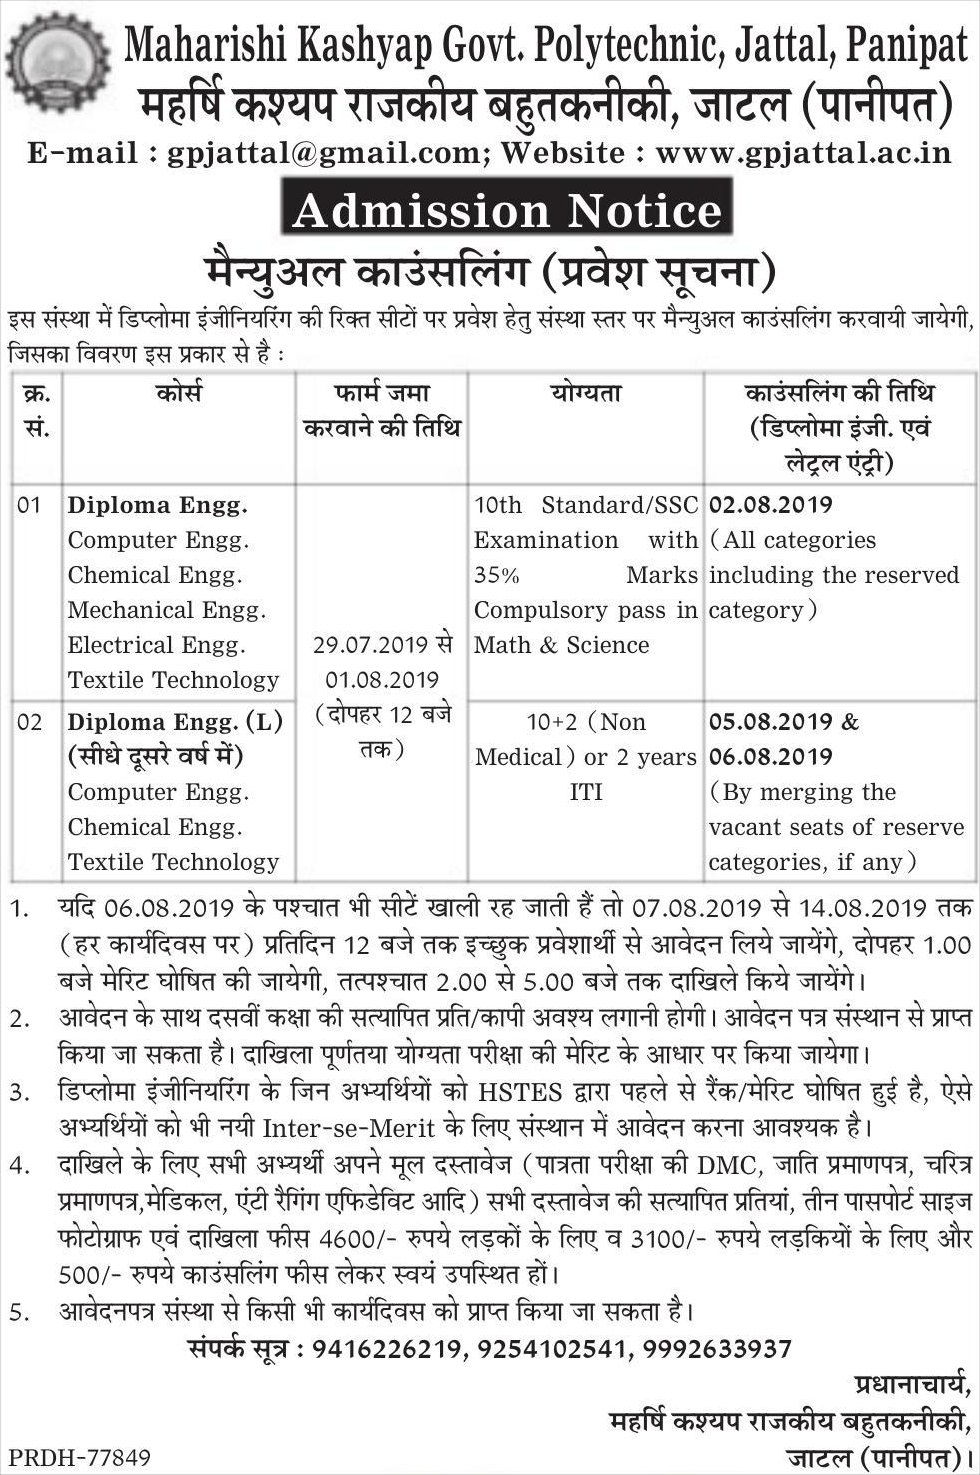 Maharishi Kashyap Govt. Polytechnic, Jattal, Panipat
महर्षि कश्यप राजकीय बहुतकनीकी, जाटल (पानीपत)
E-mail : gpjattal@gmail.com; Website : www.gpjattal.ac.in
Admission Notice
मैन्युअल काउंसलिंग (प्रवेश सूचना)
इस संस्था में डिप्लोमा इंजीनियरिंग की रिक्त सीटों पर प्रवेश हेतु संस्था स्तर पर मैन्युअल काउंसलिंग करवायी जायेगी,
जिसका विवरण इस प्रकार से है :
क्र. सं.
कोर्स
फार्म जमा
करवाने की तिथि
योग्यता
काउंसलिंग की तिथि
(डिप्लोमा इंजी. एवं
लेट्रल एंट्री)
01
Diploma Engg.
Computer Engg.
Chemical Engg.
Mechanical Engg.
Electrical Engg.
Textile Technology
29.07.2019 से
01.08.2019
(दोपहर 12 बजे
तक)
10th Standard/SSC
Examination with
35% Marks
Compulsory pass in
Math & Science
02.08.2019
(All categories
including the reserved
category)
02
Diploma Engg. (L)
(सीधे दूसरे वर्ष में)
Computer Engg.
Chemical Engg.
Textile Technology
10+2 (Non
Medical) or 2 years
ITI
05.08.2019 &
06.08.2019
(By merging the
vacant seats of reserve
categories, if any)
1. यदि 06.08.2019 के पश्चात भी सीटें खाली रह जाती हैं तो 07.08.2019 से 14.08.2019 तक
(हर कार्यदिवस पर) प्रतिदिन 12 बजे तक इच्छुक प्रवेशार्थी से आवेदन लिये जायेंगे, दोपहर 1.00
बजे मेरिट घोषित की जायेगी, तत्पश्चात 2.00 से 5.00 बजे तक दाखिले किये जायेंगे।
2. आवेदन के साथ दसवीं कक्षा की सत्यापित प्रति/कापी अवश्य लगानी होगी। आवेदन पत्र संस्थान से प्राप्त
किया जा सकता है। दाखिला पूर्णतया योग्यता परीक्षा की मेरिट के आधार पर किया जायेगा।
3. डिप्लोमा इंजीनियरिंग के जिन अभ्यर्थियों को HSTES द्वारा पहले से रैंक/मेरिट घोषित हुई है, ऐसे
अभ्यर्थियों को भी नयी Inter-se-Merit के लिए संस्थान में आवेदन करना आवश्यक है।
4. दाखिले के लिए सभी अभ्यर्थी अपने मूल दस्तावेज (पात्रता परीक्षा की DMC, जाति प्रमाणपत्र, चरित्र
प्रमाणपत्र,मेडिकल, एंटी रैगिंग एफिडेविट आदि) सभी दस्तावेज की सत्यापित प्रतियां, तीन पासपोर्ट साइज
फोटोग्राफ एवं दाखिला फीस 4600/- रुपये लड़कों के लिए व 3100/- रुपये लड़कियों के लिए और
500/- रुपये काउंसलिंग फीस लेकर स्वयं उपस्थित हों।
5. आवेदनपत्र संस्था से किसी भी कार्यदिवस को प्राप्त किया जा सकता है।
संपर्क सूत्र : 9416226219, 9254102541, 9992633937
प्रधानाचार्य,
महर्षि कश्यप राजकीय बहुतकनीकी,
PRDH-77849 जाटल (पानीपत)।